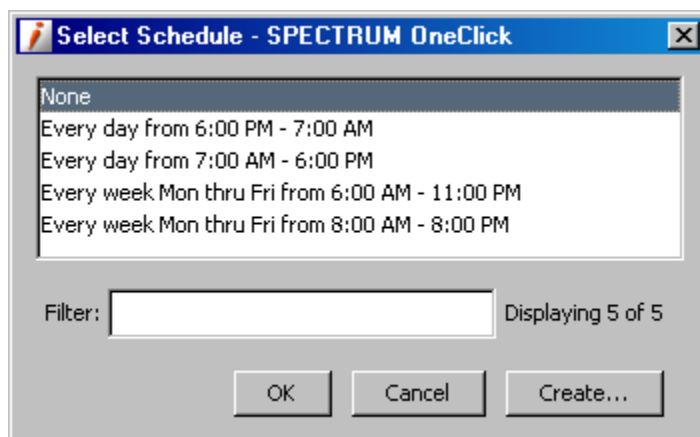 Select Schedule - SPECTRUM OneClick
None
Every day from 6:00 PM - 7:00 AM
Every day from 7:00 AM - 6:00 PM
Every week Mon thru Fri from 6:00 AM - 11:00 PM
Every week Mon thru Fri from 8:00 AM - 8:00 PM
Filter: Displaying 5 of 5
OK Cancel Create...